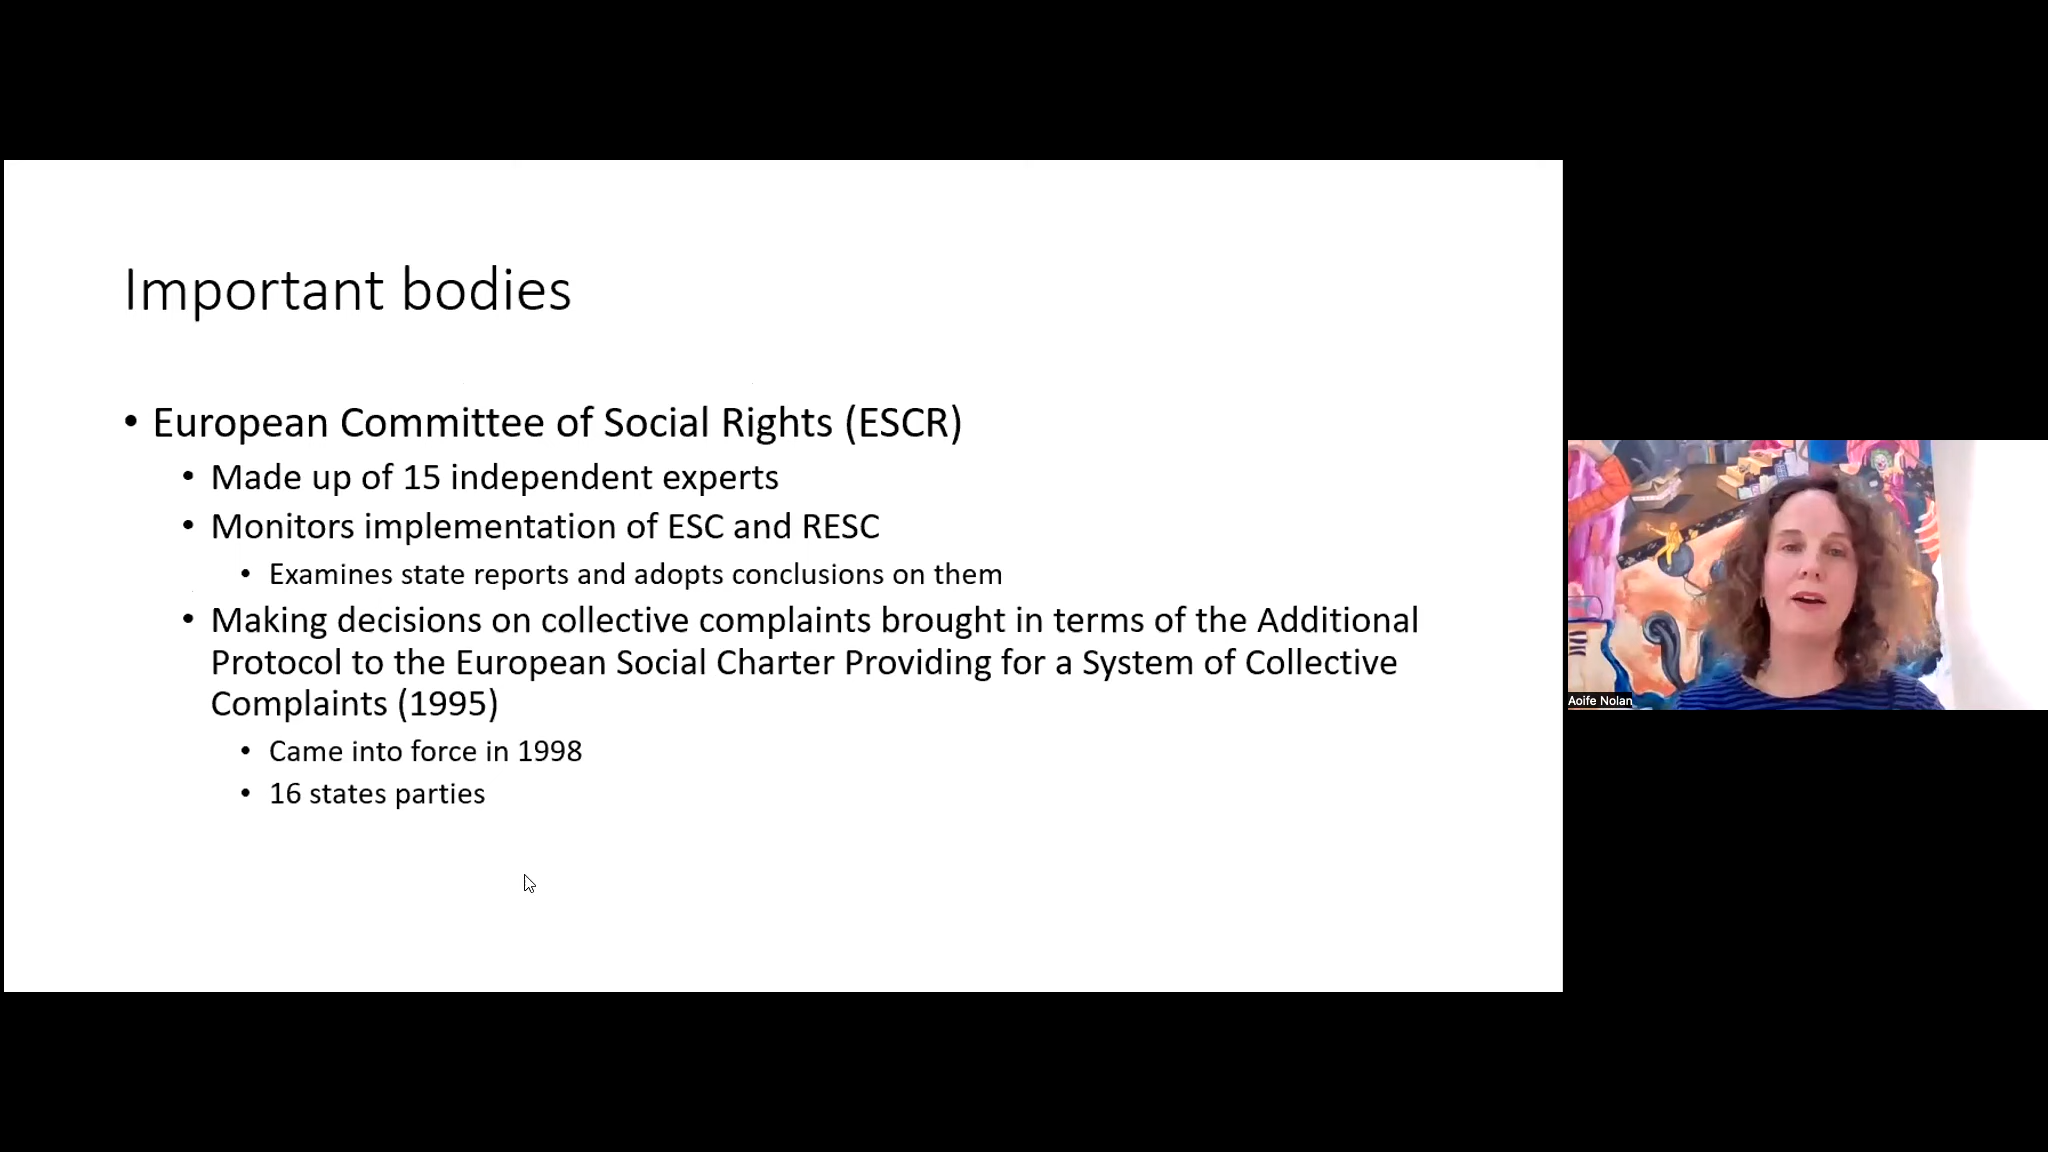 Important bodies
• European Committee of Social Rights (ESCR)
• Made up of 15 independent experts
• Monitors implementation of ESC and RESC
• Examines state reports and adopts conclusions on them
• Making decisions on collective complaints brought in terms of the Additional
Protocol to the European Social Charter Providing for a System of Collective
Complaints (1995)
• Came into force in 1998
• 16 states parties
Aoife Nolan